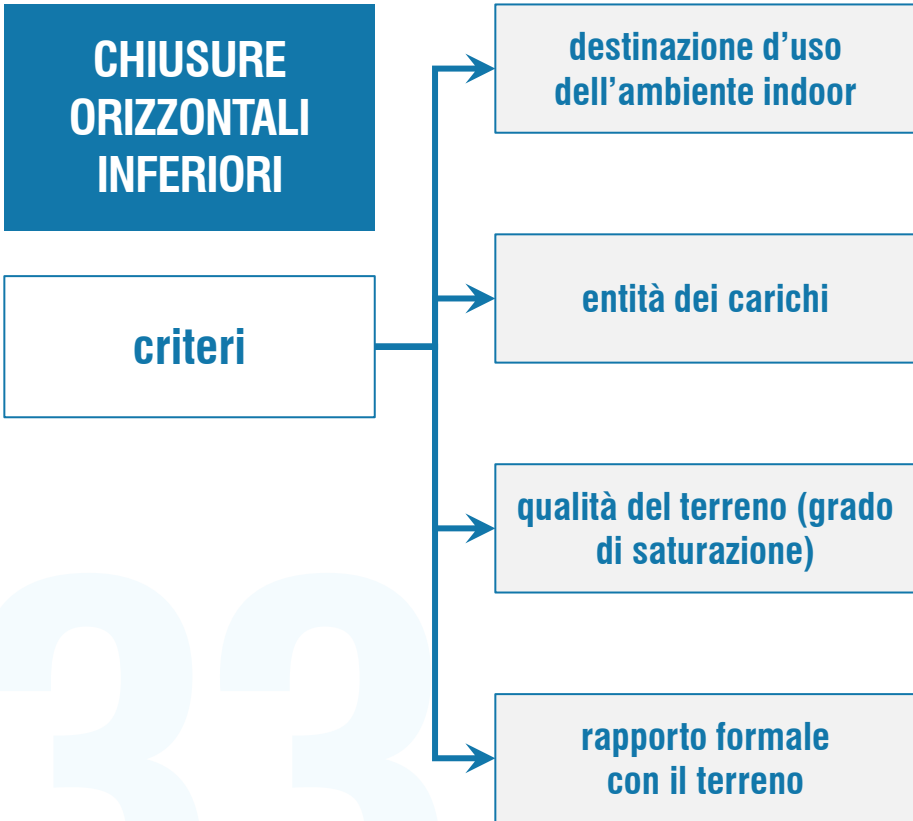 CHIUSURE
ORIZZONTALI
INFERIORI
criteri
destinazione d'uso
dell'ambiente indoor
entità dei carichi
qualità del terreno (grado
di saturazione)
rapporto formale
con il terreno
33